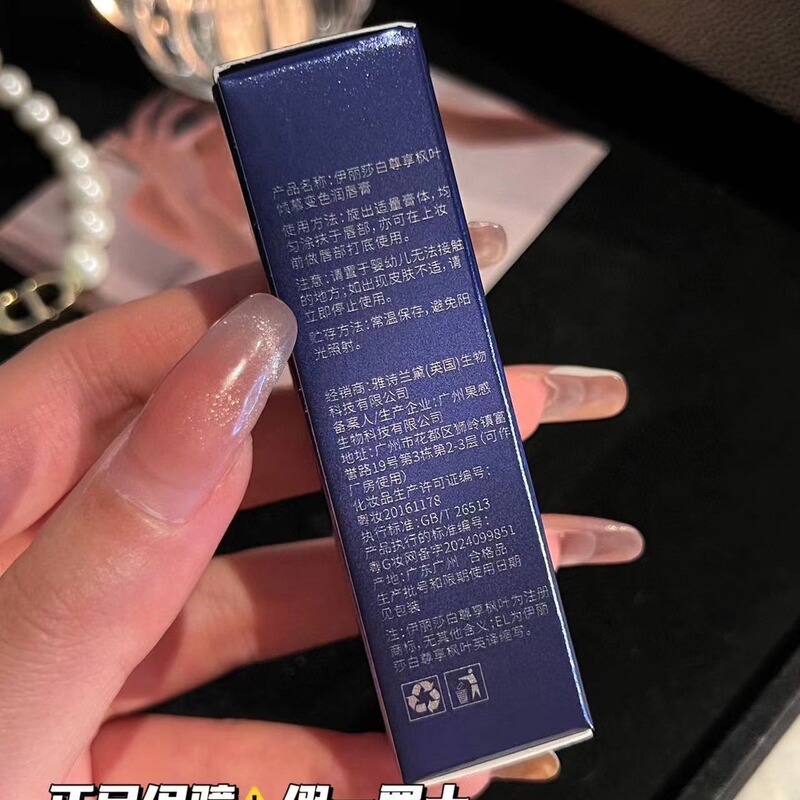 产品名称:伊丽莎白尊享枫叶
倾幕变色润唇膏
使用方法:旋出适量膏体,均
匀涂抹于唇部,亦可在上妆
前做唇部打底使用。
注意:请置于婴幼儿无法接触
的地方;如出现皮肤不适,请
立即停止使用。
贮存方法:常温保存,避免阳
光照射。
经销商:雅诗兰黛(英国)生物
科技有限公司
备案人/生产企业:广州果感
生物科技有限公司
地址:广州市花都区狮岭镇富
誉路19号第3栋第2-3层(可作
厂房使用)
化妆品生产许可证编号:
粤妆20161178
执行标准:GB/T 26513
产品执行的标准编号:
粤G妆网备字2024099851
产地:广东广州 合格品
生产批号和限期使用日期
见包装
注:伊丽莎白尊享枫叶为注册
商标,无其他含义;EL为伊丽
莎白尊享枫叶英译缩写。
正品保障⚠假一罚十